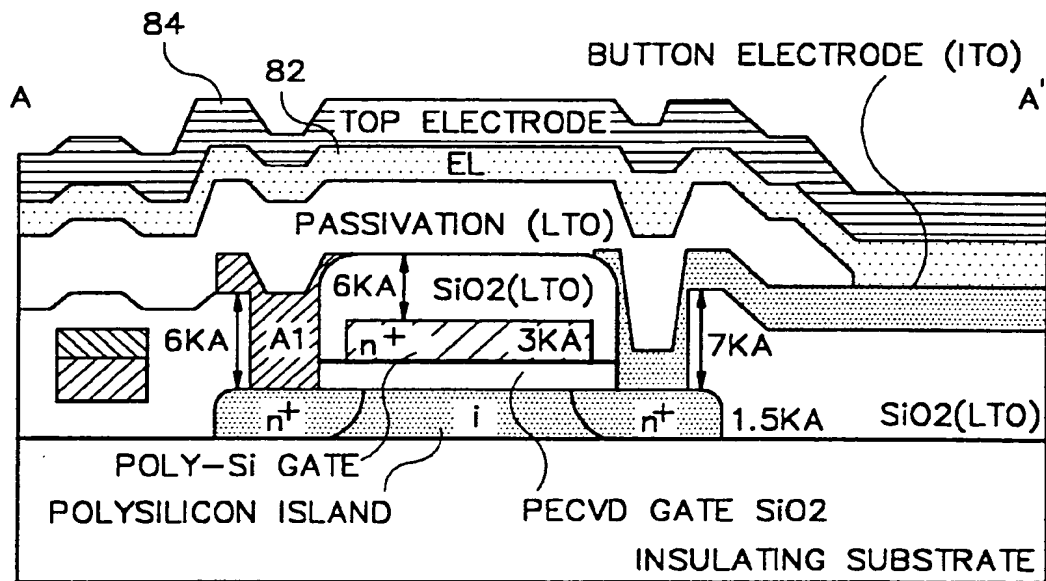 84
BUTTON ELECTRODE (ITO)
82
A
A'
TOP ELECTRODE
EL
PASSIVATION (LTO)
6KA
SiO2(LTO)
6KA
A1
n+
3KA1
7KA
n+
i
n+
1.5KA
SiO2(LTO)
POLY-Si GATE
POLYSILICON ISLAND
PECVD GATE SiO2
INSULATING SUBSTRATE